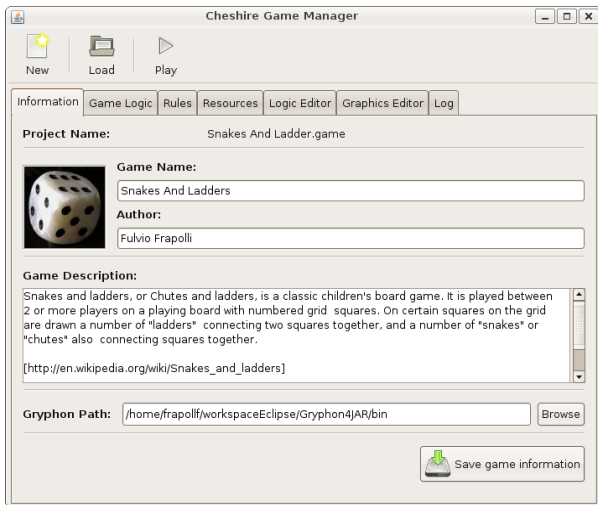 Cheshire Game Manager
New Load Play
Information Game Logic Rules Resources Logic Editor Graphics Editor Log
Project Name: Snakes And Ladder.game
Game Name:
Snakes And Ladders
Author:
Fulvio Frapolli
Game Description:
Snakes and ladders, or Chutes and ladders, is a classic children's board game. It is played between
2 or more players on a playing board with numbered grid squares. On certain squares on the grid
are drawn a number of "ladders" connecting two squares together, and a number of "snakes" or
"chutes" also connecting squares together.
[http://en.wikipedia.org/wiki/Snakes_and_ladders]
Gryphon Path: /home/frapollf/workspaceEclipse/Gryphon4JAR/bin Browse
Save game information